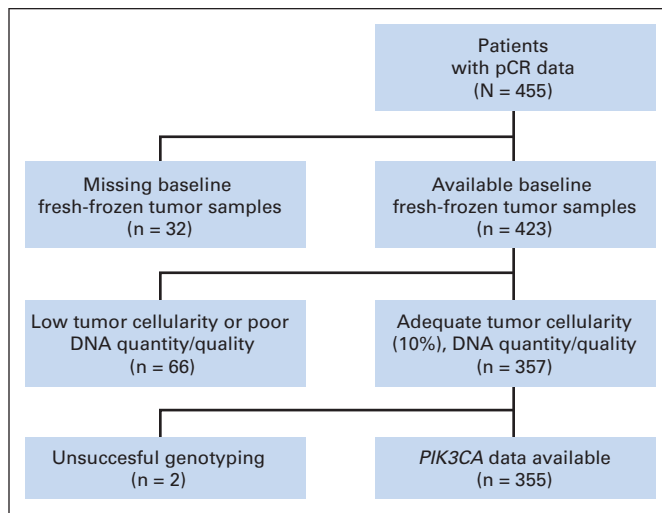 Patients
with pCR data
(N = 455)
Missing baseline
fresh-frozen tumor samples
(n = 32)
Available baseline
fresh-frozen tumor samples
(n = 423)
Low tumor cellularity or poor
DNA quantity/quality
(n = 66)
Adequate tumor cellularity
(10%), DNA quantity/quality
(n = 357)
Unsuccesful genotyping
(n = 2)
PIK3CA data available
(n = 355)